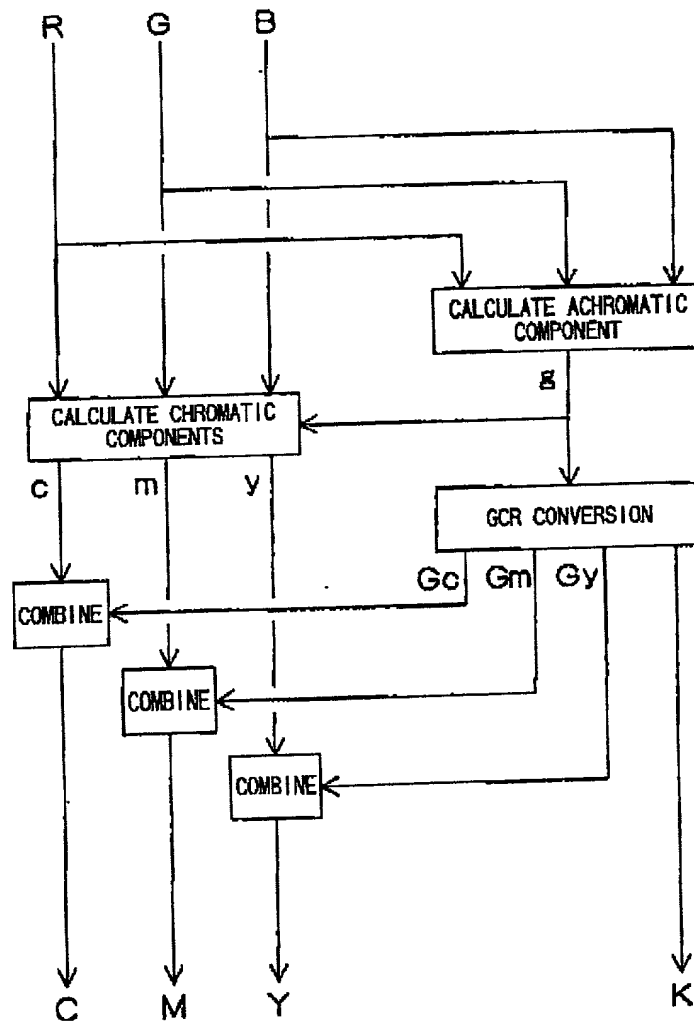 R G B
CALCULATE ACHROMATIC
COMPONENT
g
CALCULATE CHROMATIC
COMPONENTS
c m y
GCR CONVERSION
Gc Gm Gy
COMBINE
COMBINE
COMBINE
C M Y K